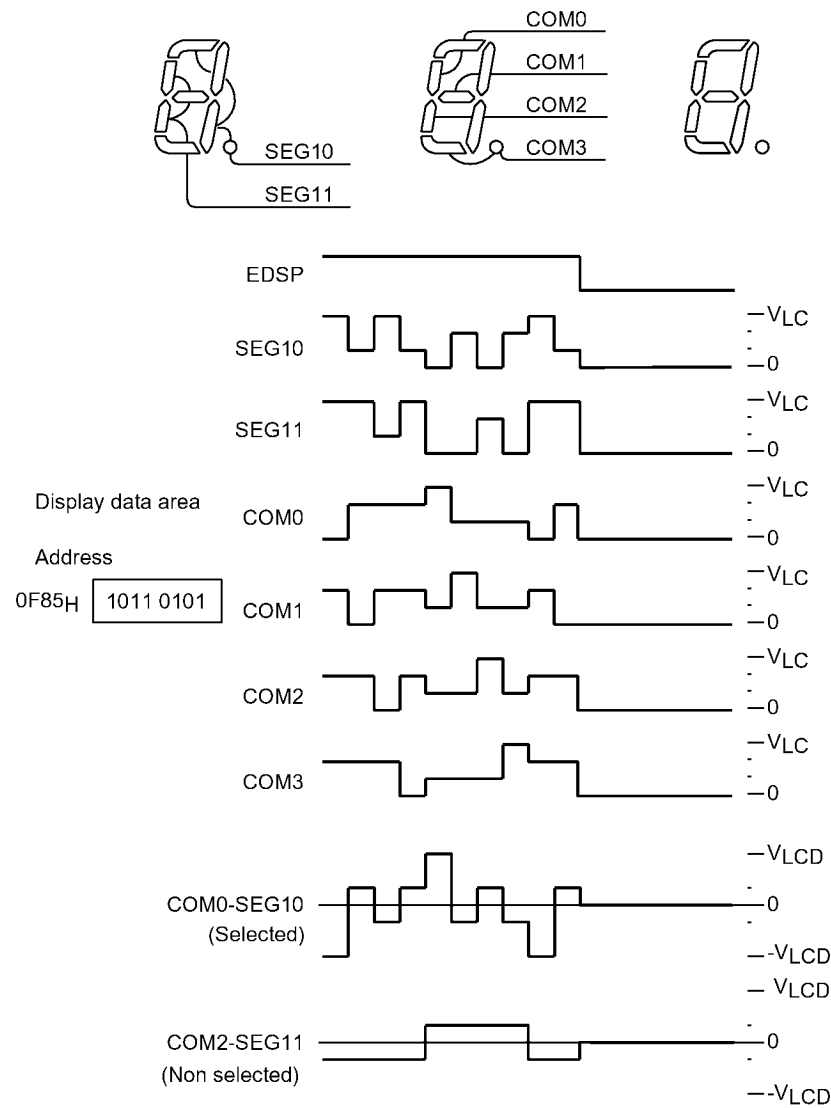 COM0
COM1
COM2
COM3
SEG10
SEG11
EDSP
VLC
SEG10
0
VLC
SEG11
0
VLC
Display data area
COM0
0
Address
VLC
0F85H 1011 0101
COM1
0
VLC
COM2
0
VLC
COM3
0
VLCD
COM0-SEG10
0
(Selected)
-VLCD
VLCD
COM2-SEG11
0
(Non selected)
-VLCD